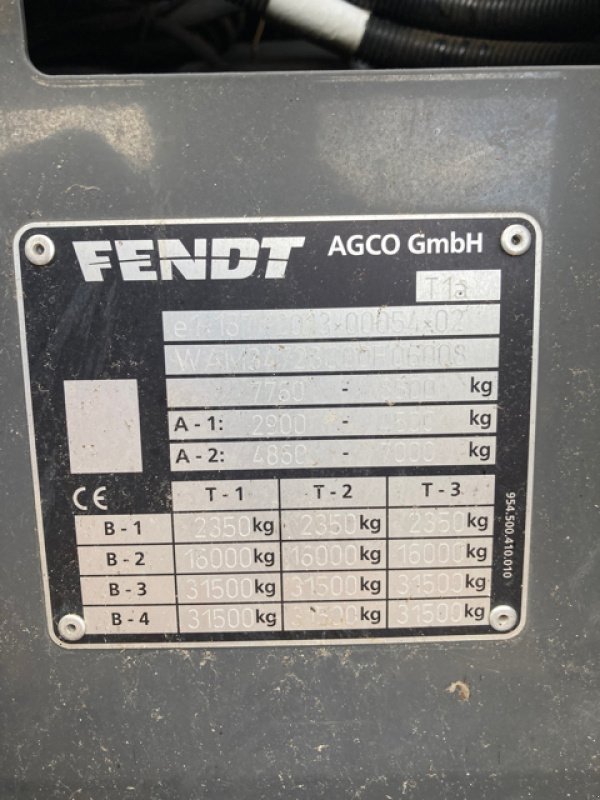 FENDT AGCO GmbH
T1a
kg
A - 1: 2900 - kg
A - 2: 4860 - kg
CE T - 1 T - 2 T - 3
B - 1 2350 kg 2350 kg 2350 kg
B - 2 16000 kg 16000 kg 16000 kg
B - 3 31500 kg 31500 kg 31500 kg
B - 4 31500 kg 31500 kg 31500 kg
954.500.410.010